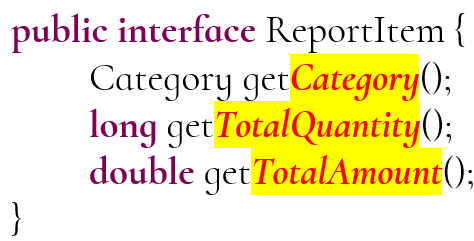 public interface ReportItem {
Category getCategory();
long getTotalQuantity();
double getTotalAmount();
}